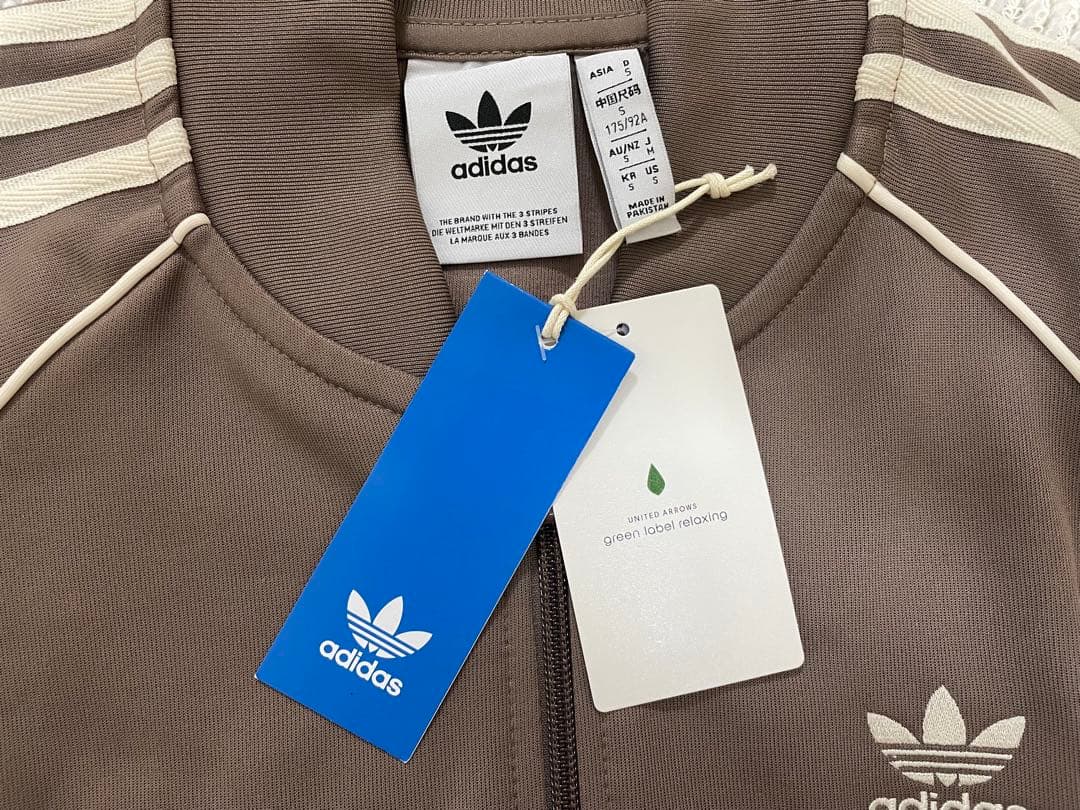 adidas
THE BRAND WITH THE 3 STRIPES
DIE WELTMARKE MIT DEN 3 STREIFEN
LA MARQUE AUX 3 BANDES
ASIA D
S S
中国尺码
S
175/92A
AU/NZ J
S M
KR US
S S
MADE IN
PAKISTAN
UNITED ARROWS
green label relaxing
adidas
adidas